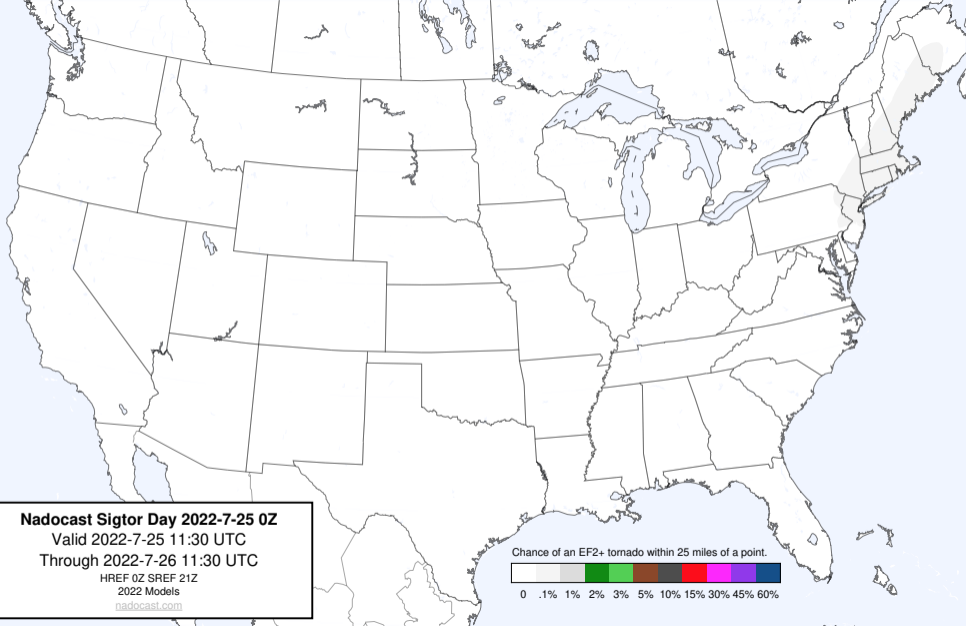 Nadocast Sigtor Day 2022-7-25 0Z
Valid 2022-7-25 11:30 UTC
Through 2022-7-26 11:30 UTC
HREF 0Z SREF 21Z
2022 Models
nadocast.com
Chance of an EF2+ tornado within 25 miles of a point.
0 .1% 1% 2% 3% 5% 10% 15% 30% 45% 60%